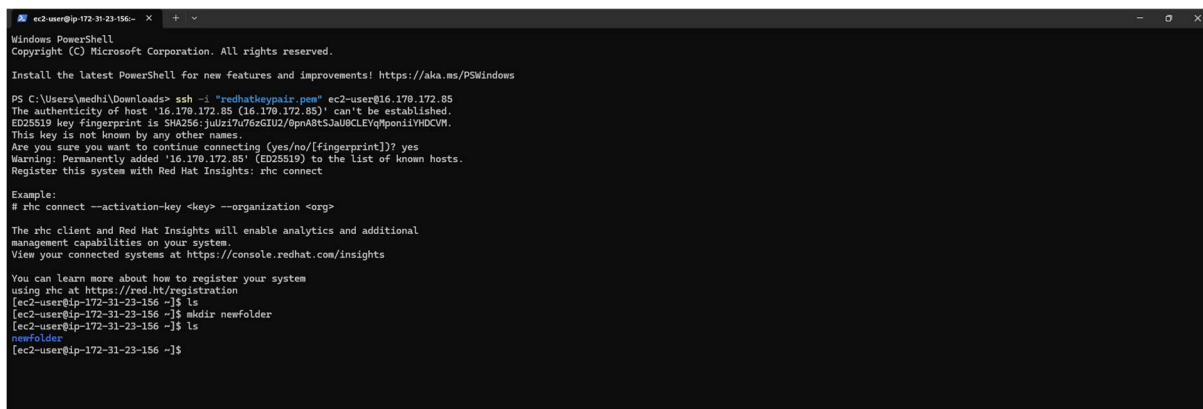 ec2-user@ip-172-31-23-156:~
Windows PowerShell
Copyright (C) Microsoft Corporation. All rights reserved.
Install the latest PowerShell for new features and improvements! https://aka.ms/PSWindows
PS C:\Users\medhi\Downloads> ssh -i "redhatkeypair.pem" ec2-user@16.170.172.85
The authenticity of host '16.170.172.85 (16.170.172.85)' can't be established.
ED25519 key fingerprint is SHA256:juUzi7u76zGIU2/0pnA8tSJaU0CLEYqMponiiYHDCVM.
This key is not known by any other names.
Are you sure you want to continue connecting (yes/no/[fingerprint])? yes
Warning: Permanently added '16.170.172.85' (ED25519) to the list of known hosts.
Register this system with Red Hat Insights: rhc connect
Example:
# rhc connect --activation-key <key> --organization <org>
The rhc client and Red Hat Insights will enable analytics and additional
management capabilities on your system.
View your connected systems at https://console.redhat.com/insights
You can learn more about how to register your system
using rhc at https://red.ht/registration
[ec2-user@ip-172-31-23-156 ~]$ ls
[ec2-user@ip-172-31-23-156 ~]$ mkdir newfolder
[ec2-user@ip-172-31-23-156 ~]$ ls
newfolder
[ec2-user@ip-172-31-23-156 ~]$